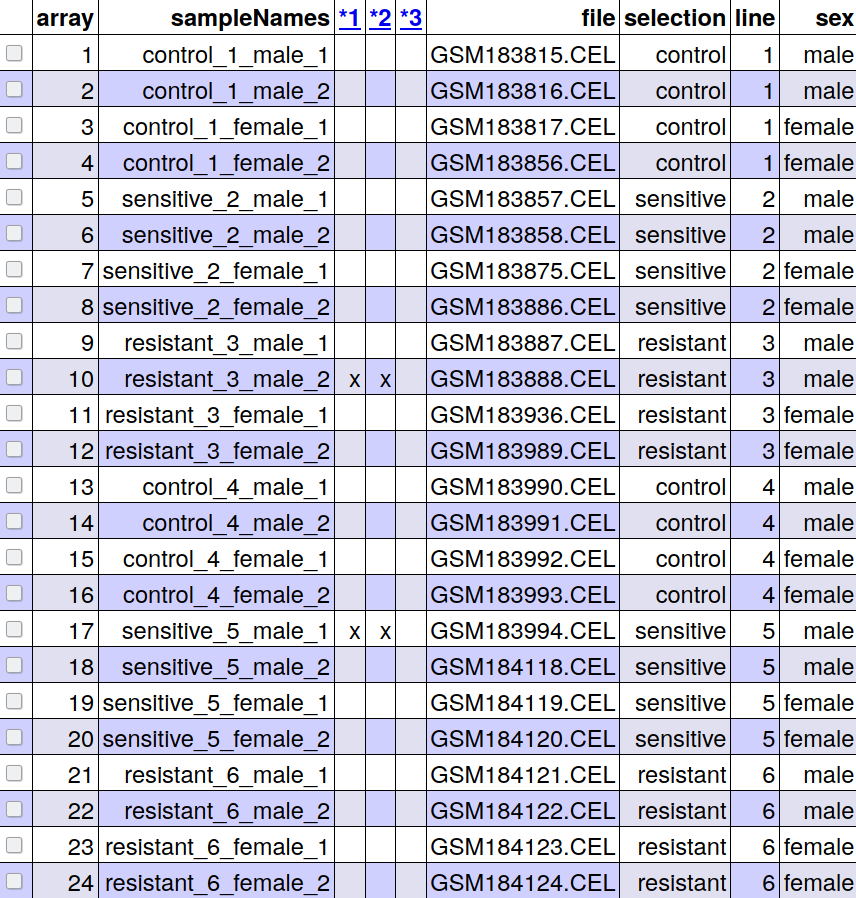 array sampleNames *1 *2 *3 file selection line sex
1 control_1_male_1 GSM183815.CEL control 1 male
2 control_1_male_2 GSM183816.CEL control 1 male
3 control_1_female_1 GSM183817.CEL control 1 female
4 control_1_female_2 GSM183856.CEL control 1 female
5 sensitive_2_male_1 GSM183857.CEL sensitive 2 male
6 sensitive_2_male_2 GSM183858.CEL sensitive 2 male
7 sensitive_2_female_1 GSM183875.CEL sensitive 2 female
8 sensitive_2_female_2 GSM183886.CEL sensitive 2 female
9 resistant_3_male_1 GSM183887.CEL resistant 3 male
10 resistant_3_male_2 x x GSM183888.CEL resistant 3 male
11 resistant_3_female_1 GSM183936.CEL resistant 3 female
12 resistant_3_female_2 GSM183989.CEL resistant 3 female
13 control_4_male_1 GSM183990.CEL control 4 male
14 control_4_male_2 GSM183991.CEL control 4 male
15 control_4_female_1 GSM183992.CEL control 4 female
16 control_4_female_2 GSM183993.CEL control 4 female
17 sensitive_5_male_1 x x GSM183994.CEL sensitive 5 male
18 sensitive_5_male_2 GSM184118.CEL sensitive 5 male
19 sensitive_5_female_1 GSM184119.CEL sensitive 5 female
20 sensitive_5_female_2 GSM184120.CEL sensitive 5 female
21 resistant_6_male_1 GSM184121.CEL resistant 6 male
22 resistant_6_male_2 GSM184122.CEL resistant 6 male
23 resistant_6_female_1 GSM184123.CEL resistant 6 female
24 resistant_6_female_2 GSM184124.CEL resistant 6 female